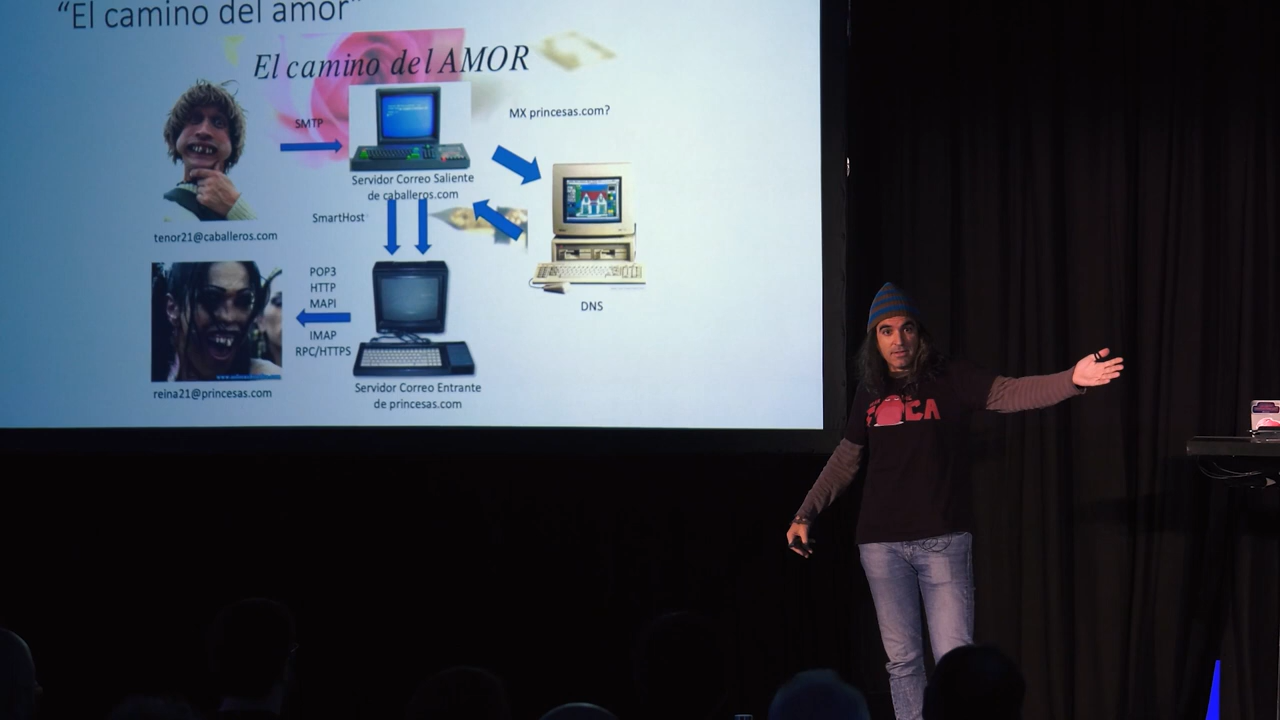 “El camino del amor”
El camino del AMOR
MX princesas.com?
SMTP
Servidor Correo Saliente
de caballeros.com
SmartHost
tenor21@caballeros.com
POP3
HTTP
MAPI
IMAP
RPC/HTTPS
DNS
reina21@princesas.com
Servidor Correo Entrante
de princesas.com
FOCA